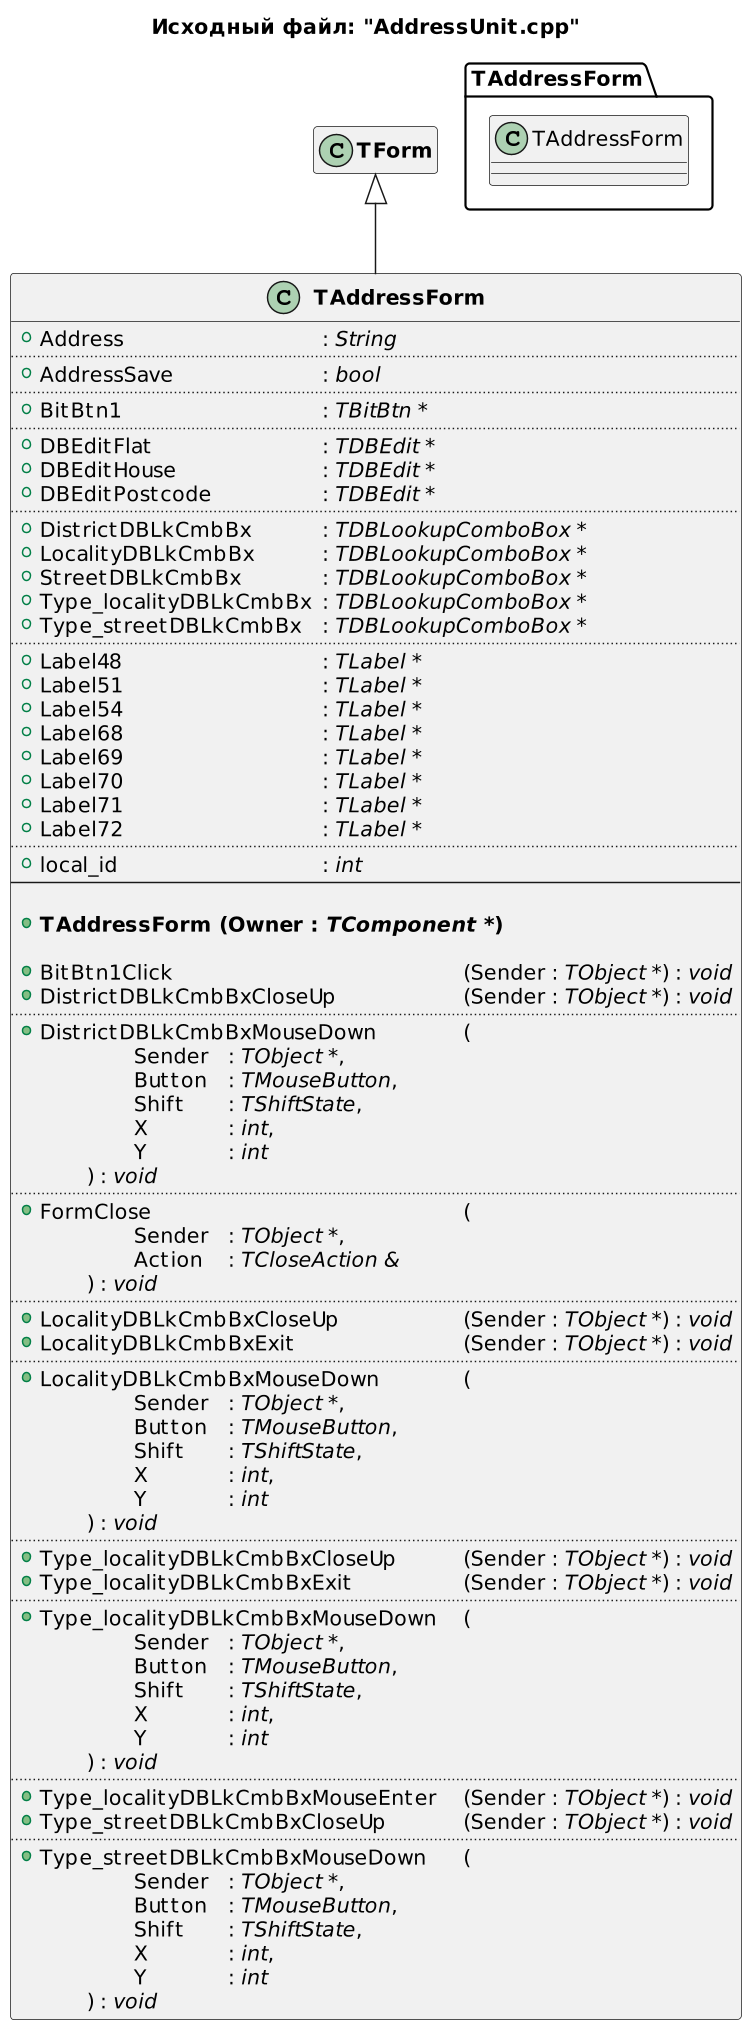 Исходный файл: "AddressUnit.cpp"
TAddressForm
C TForm
C TAddressForm
C TAddressForm
Address : String
AddressSave : bool
BitBtn1 : TBitBtn *
DBEditFlat : TDBEdit *
DBEditHouse : TDBEdit *
DBEditPostcode : TDBEdit *
DistrictDBLkCmbBx : TDBLookupComboBox *
LocalityDBLkCmbBx : TDBLookupComboBox *
StreetDBLkCmbBx : TDBLookupComboBox *
Type_localityDBLkCmbBx : TDBLookupComboBox *
Type_streetDBLkCmbBx : TDBLookupComboBox *
Label48 : TLabel *
Label51 : TLabel *
Label54 : TLabel *
Label68 : TLabel *
Label69 : TLabel *
Label70 : TLabel *
Label71 : TLabel *
Label72 : TLabel *
local_id : int
TAddressForm (Owner : TComponent *)
BitBtn1Click (Sender : TObject *) : void
DistrictDBLkCmbBxCloseUp (Sender : TObject *) : void
DistrictDBLkCmbBxMouseDown (
Sender : TObject *,
Button : TMouseButton,
Shift : TShiftState,
X : int,
Y : int
) : void
FormClose (
Sender : TObject *,
Action : TCloseAction &
) : void
LocalityDBLkCmbBxCloseUp (Sender : TObject *) : void
LocalityDBLkCmbBxExit (Sender : TObject *) : void
LocalityDBLkCmbBxMouseDown (
Sender : TObject *,
Button : TMouseButton,
Shift : TShiftState,
X : int,
Y : int
) : void
Type_localityDBLkCmbBxCloseUp (Sender : TObject *) : void
Type_localityDBLkCmbBxExit (Sender : TObject *) : void
Type_localityDBLkCmbBxMouseDown (
Sender : TObject *,
Button : TMouseButton,
Shift : TShiftState,
X : int,
Y : int
) : void
Type_localityDBLkCmbBxMouseEnter (Sender : TObject *) : void
Type_streetDBLkCmbBxCloseUp (Sender : TObject *) : void
Type_streetDBLkCmbBxMouseDown (
Sender : TObject *,
Button : TMouseButton,
Shift : TShiftState,
X : int,
Y : int
) : void